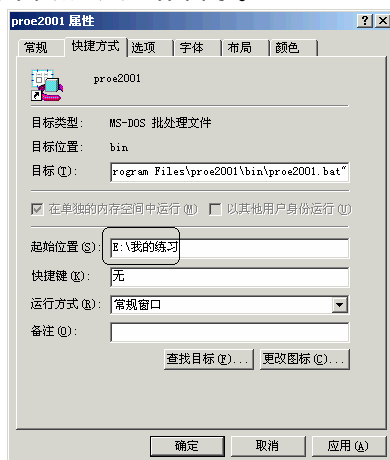 proe2001 属性
常规 快捷方式 选项 字体 布局 颜色
proe2001
目标类型: MS-DOS 批处理文件
目标位置: bin
目标(T): rogram Files\proe2001\bin\proe2001.bat"
在单独的内存空间中运行(M) 以其他用户身份运行(U)
起始位置(S): E:\我的练习
快捷键(K): 无
运行方式(R): 常规窗口
备注(O):
查找目标(F)... 更改图标(C)...
确定 取消 应用(A)